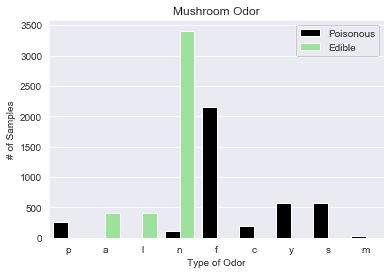 Mushroom Odor
Poisonous
Edible
# of Samples
3500
3000
2500
2000
1500
1000
500
0
p a l n f c y s m
Type of Odor